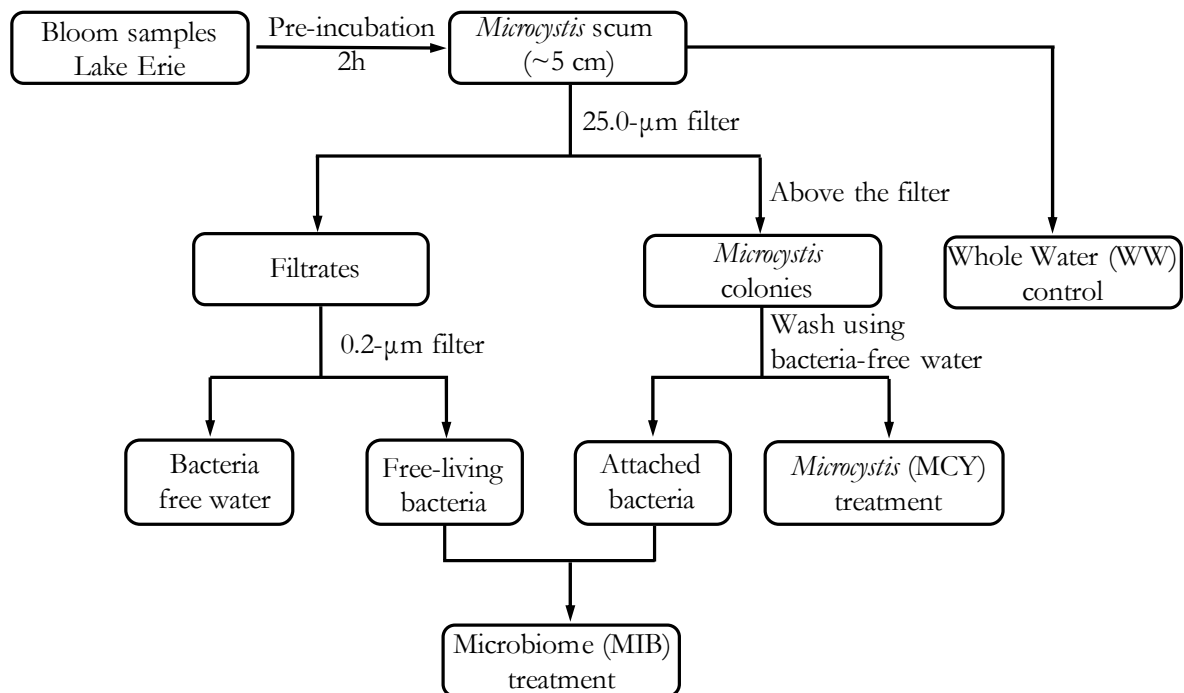 Bloom samples
Lake Erie
Pre-incubation
2h
Microcystis scum
(~5 cm)
25.0-μm filter
Above the filter
Filtrates
Microcystis
colonies
Whole Water (WW)
control
0.2-μm filter
Wash using
bacteria-free water
Bacteria
free water
Free-living
bacteria
Attached
bacteria
Microcystis (MCY)
treatment
Microbiome (MIB)
treatment